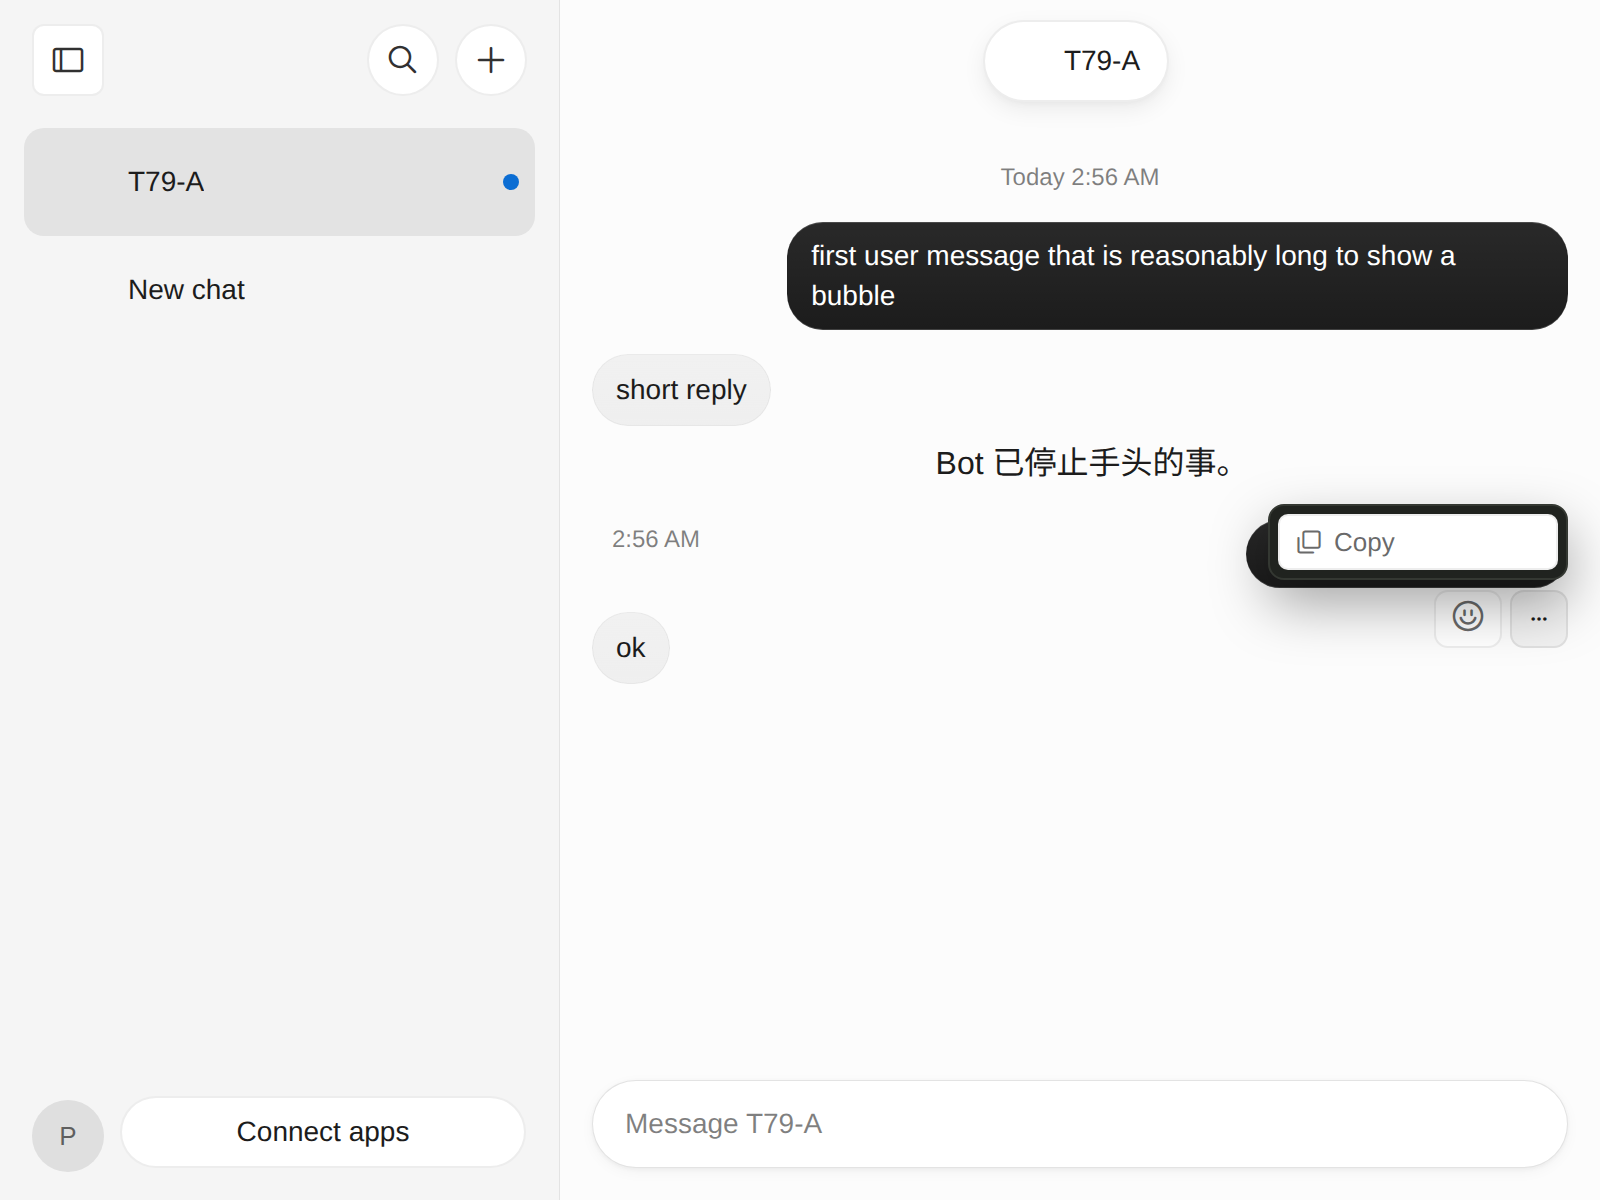 T79-A
New chat
P
Connect apps
T79-A
Today 2:56 AM
first user message that is reasonably long to show a
bubble
short reply
Bot 已停止手头的事。
2:56 AM
Copy
ok
Message T79-A